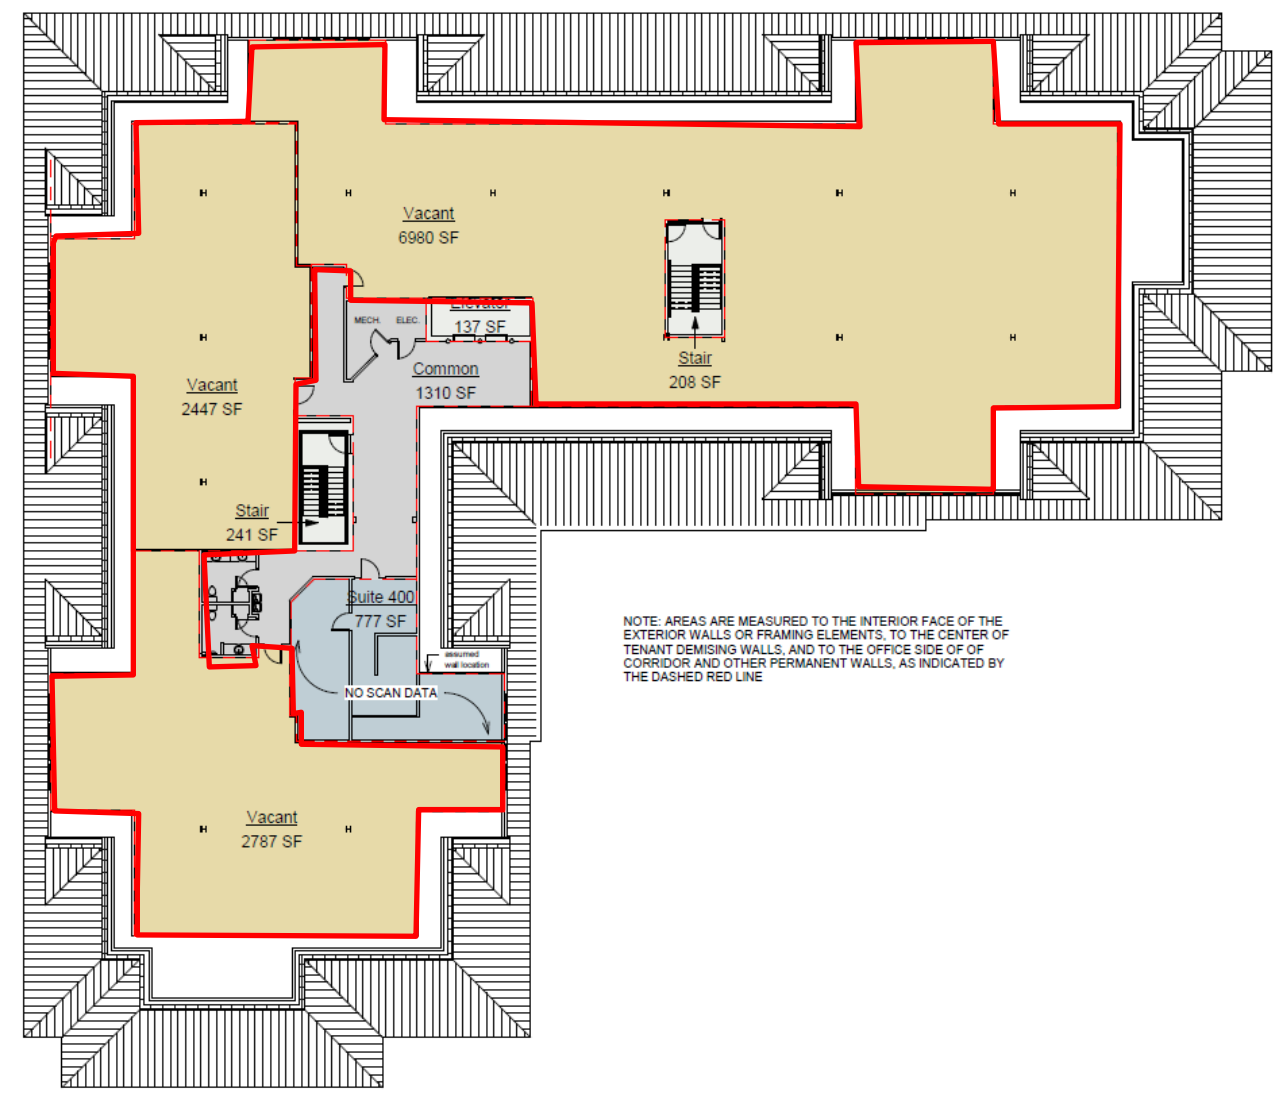 Vacant
6980 SF
Elevator
137 SF
MECH.
ELEC.
Common
1310 SF
Stair
208 SF
Vacant
2447 SF
Stair
241 SF
Suite 400
777 SF
assumed
wall location
NO SCAN DATA
Vacant
2787 SF
NOTE: AREAS ARE MEASURED TO THE INTERIOR FACE OF THE
EXTERIOR WALLS OR FRAMING ELEMENTS, TO THE CENTER OF
TENANT DEMISING WALLS, AND TO THE OFFICE SIDE OF OF
CORRIDOR AND OTHER PERMANENT WALLS, AS INDICATED BY
THE DASHED RED LINE